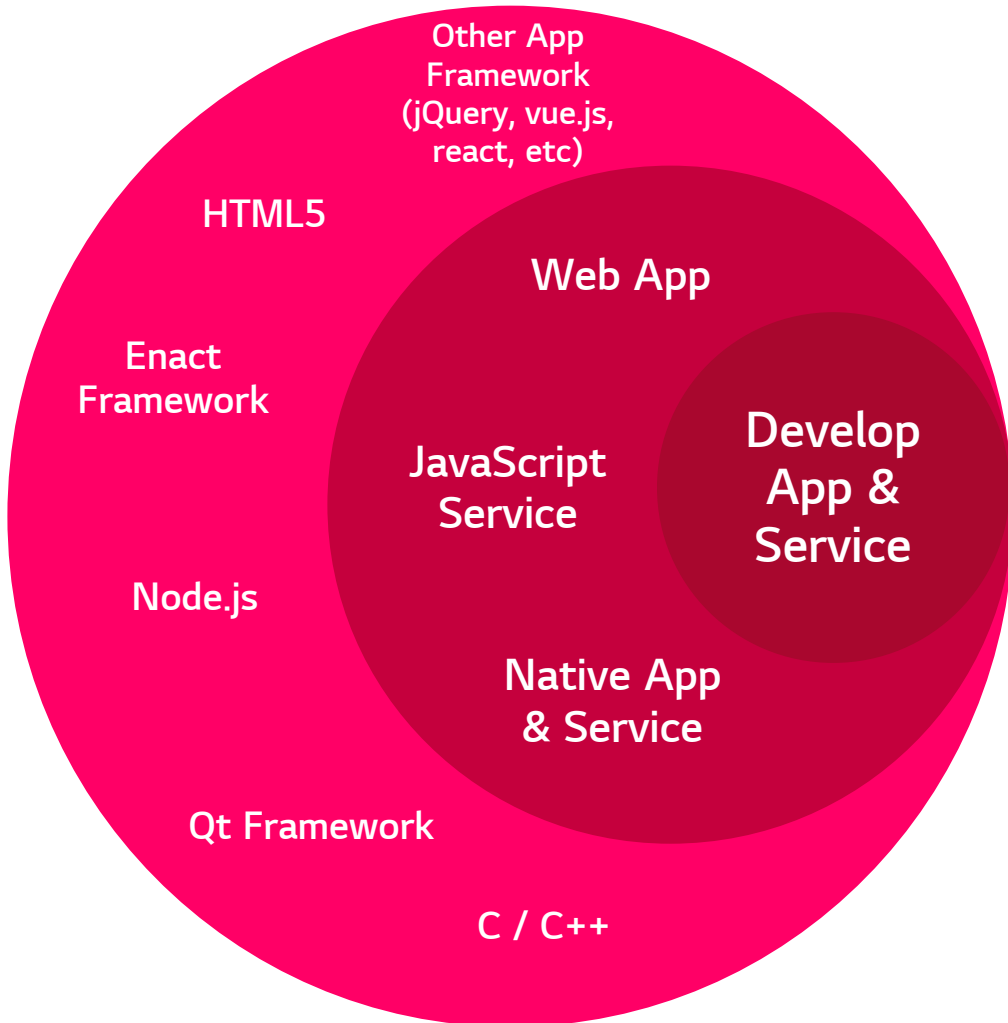 Other App
Framework
(jQuery, vue.js,
react, etc)
HTML5
Web App
Enact
Framework
Develop
App &
Service
JavaScript
Service
Node.js
Native App
& Service
Qt Framework
C / C++